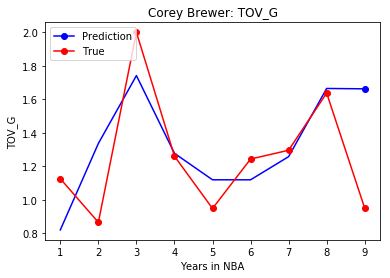 Corey Brewer: TOV_G
Prediction
True
TOV_G
2.0
1.8
1.6
1.4
1.2
1.0
0.8
1 2 3 4 5 6 7 8 9
Years in NBA